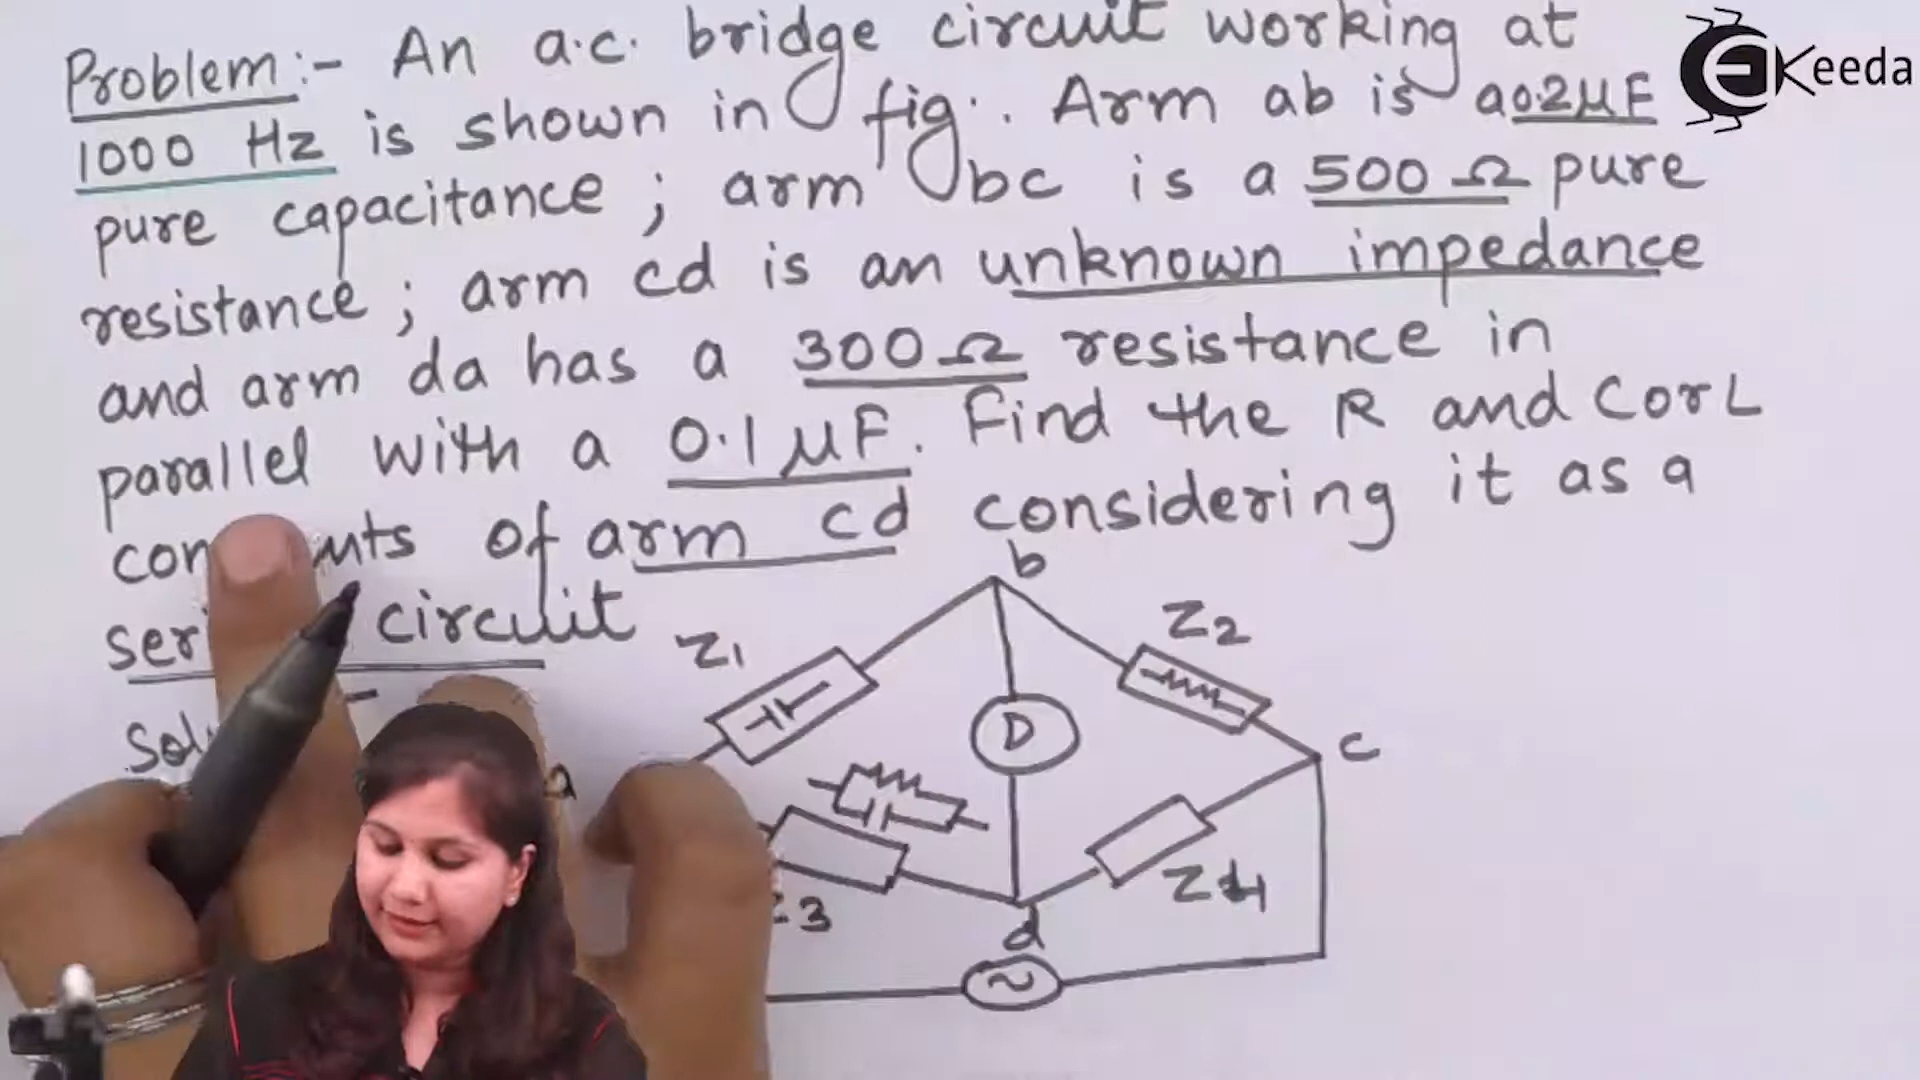 Problem:- An a.c. bridge circuit working at
1000 Hz is shown in fig. Arm ab is a 0.2μF
pure capacitance; arm bc is a 500 Ω pure
resistance; arm cd is an unknown impedance
and arm da has a 300 Ω resistance in
parallel with a 0.1 μF. Find the R and C or L
of arm cd considering it as a
circuit
Keeda
b
Z1
Z2
D
c
a
Z3
Z4
d